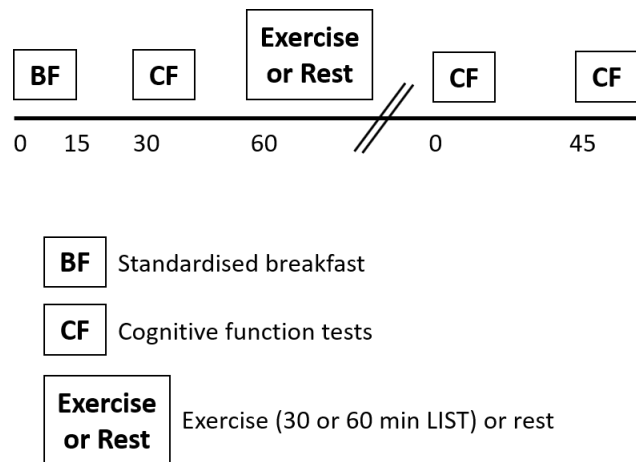 BF
CF
Exercise
or Rest
CF
CF
0 15 30 60 0 45
BF Standardised breakfast
CF Cognitive function tests
Exercise
or Rest
Exercise (30 or 60 min LIST) or rest